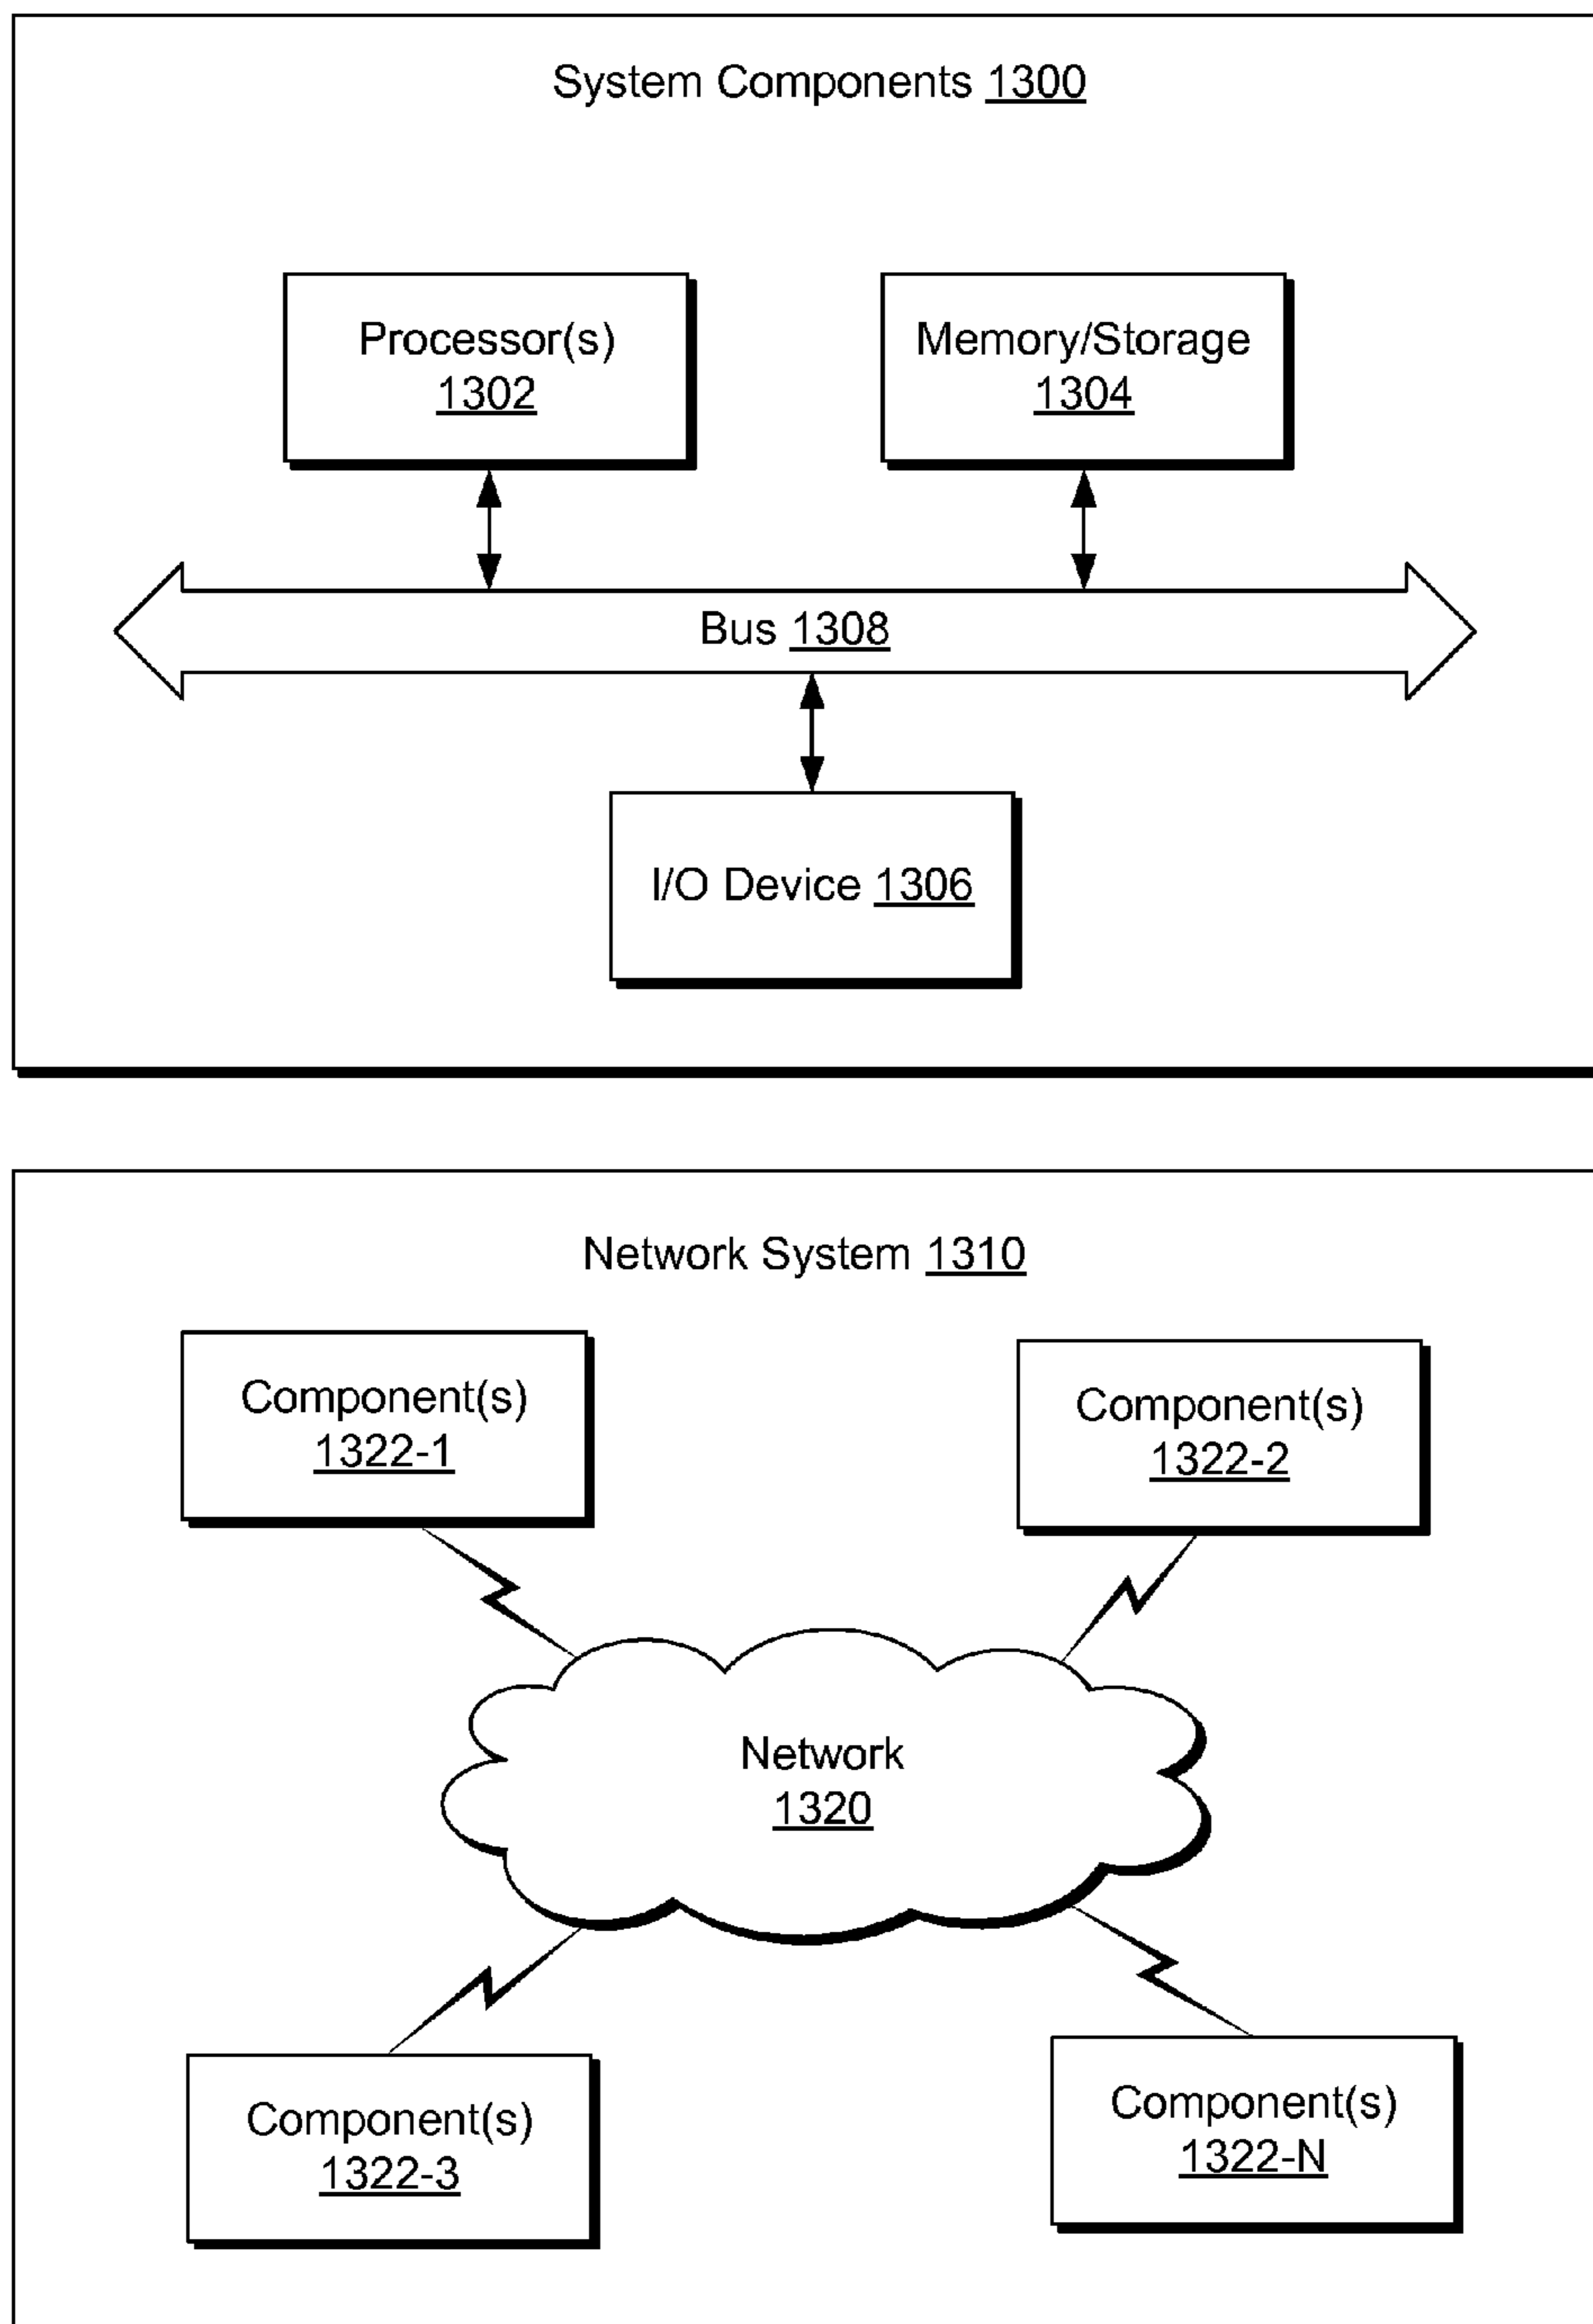 System Components 1300
Processor(s)
1302
Memory/Storage
1304
Bus 1308
I/O Device 1306
Network System 1310
Component(s)
1322-1
Component(s)
1322-2
Network
1320
Component(s)
1322-3
Component(s)
1322-N